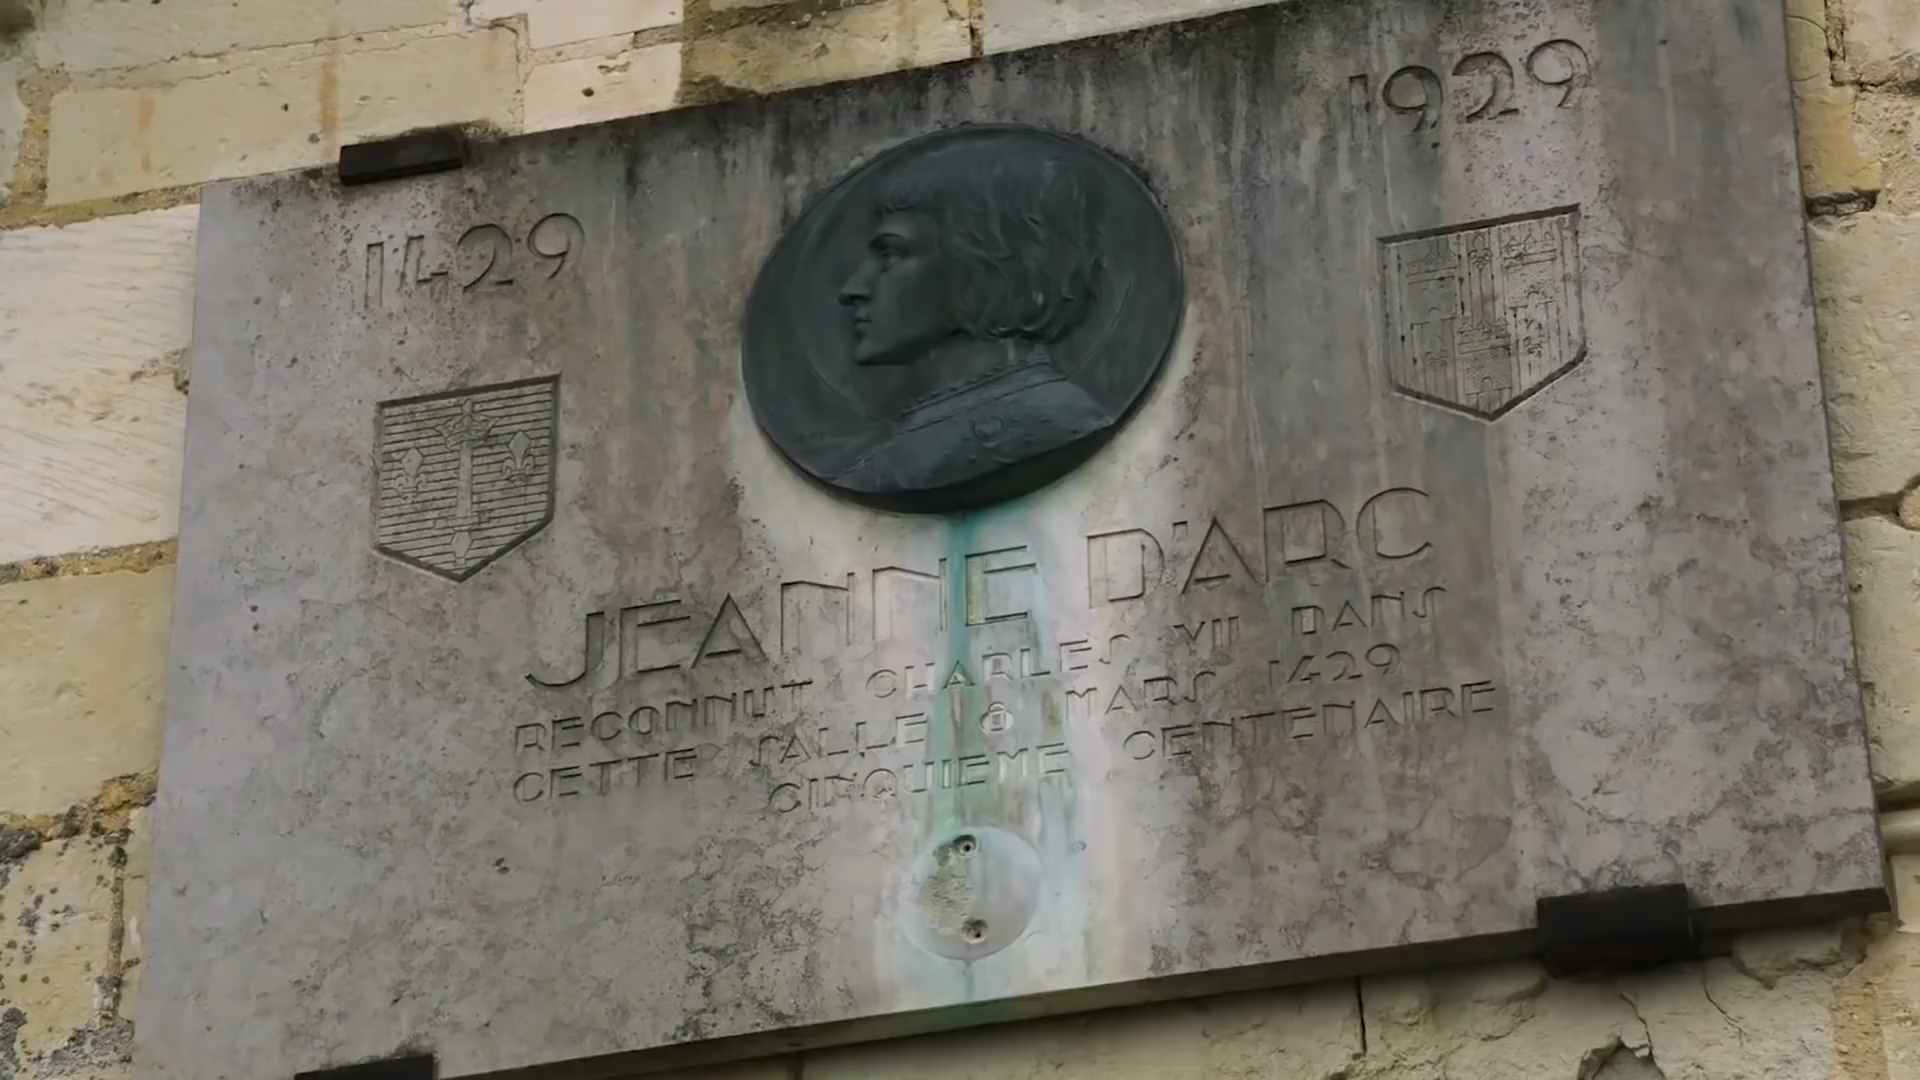 1429
1929
JEANNE D'ARC
RECONNUT CHARLES VII DANS
CETTE SALLE 8 MARS 1429
CINQUIEME CENTENAIRE